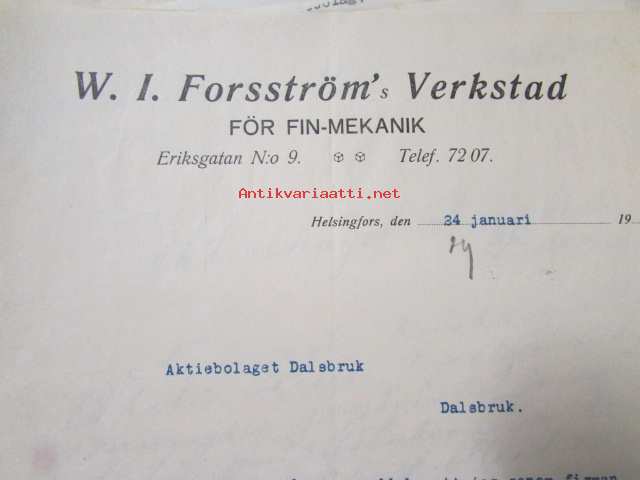 W. I. Forsström's Verkstad
FÖR FIN-MEKANIK
Eriksgatan N:o 9. Telef. 72 07.
Antikvariaatti.net
Helsingfors, den 24 januari 19
Aktiebolaget Dalsbruk
Dalsbruk.